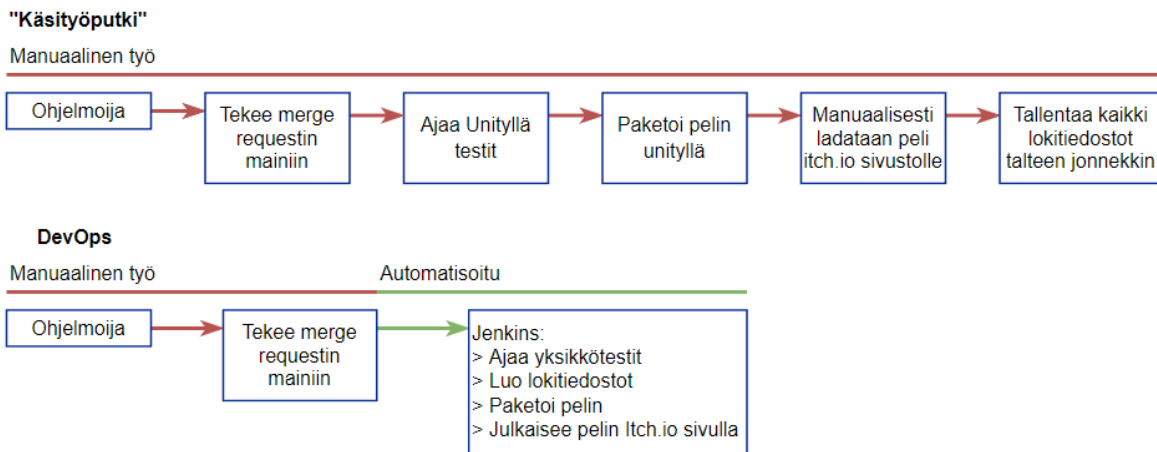 "Käsityöputki"
Manuaalinen työ
Ohjelmoija
Tekee merge
requestin
mainiin
Ajaa Unityllä
testit
Paketoi pelin
unityllä
Manuaalisesti
ladataan peli
itch.io sivustolle
Tallentaa kaikki
lokitiedostot
talteen jonnekkin
DevOps
Manuaalinen työ
Automatisoitu
Ohjelmoija
Tekee merge
requestin
mainiin
Jenkins:
> Ajaa yksikkötestit
> Luo lokitiedostot
> Paketoi pelin
> Julkaisee pelin Itch.io sivulla